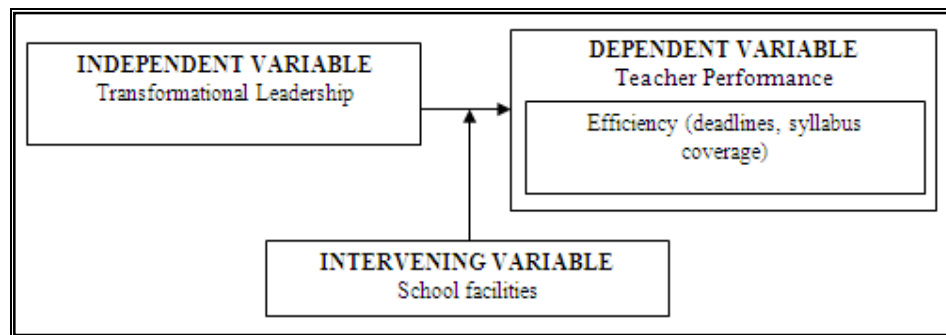 INDEPENDENT VARIABLE
Transformational Leadership
DEPENDENT VARIABLE
Teacher Performance
Efficiency (deadlines, syllabus
coverage)
INTERVENING VARIABLE
School facilities